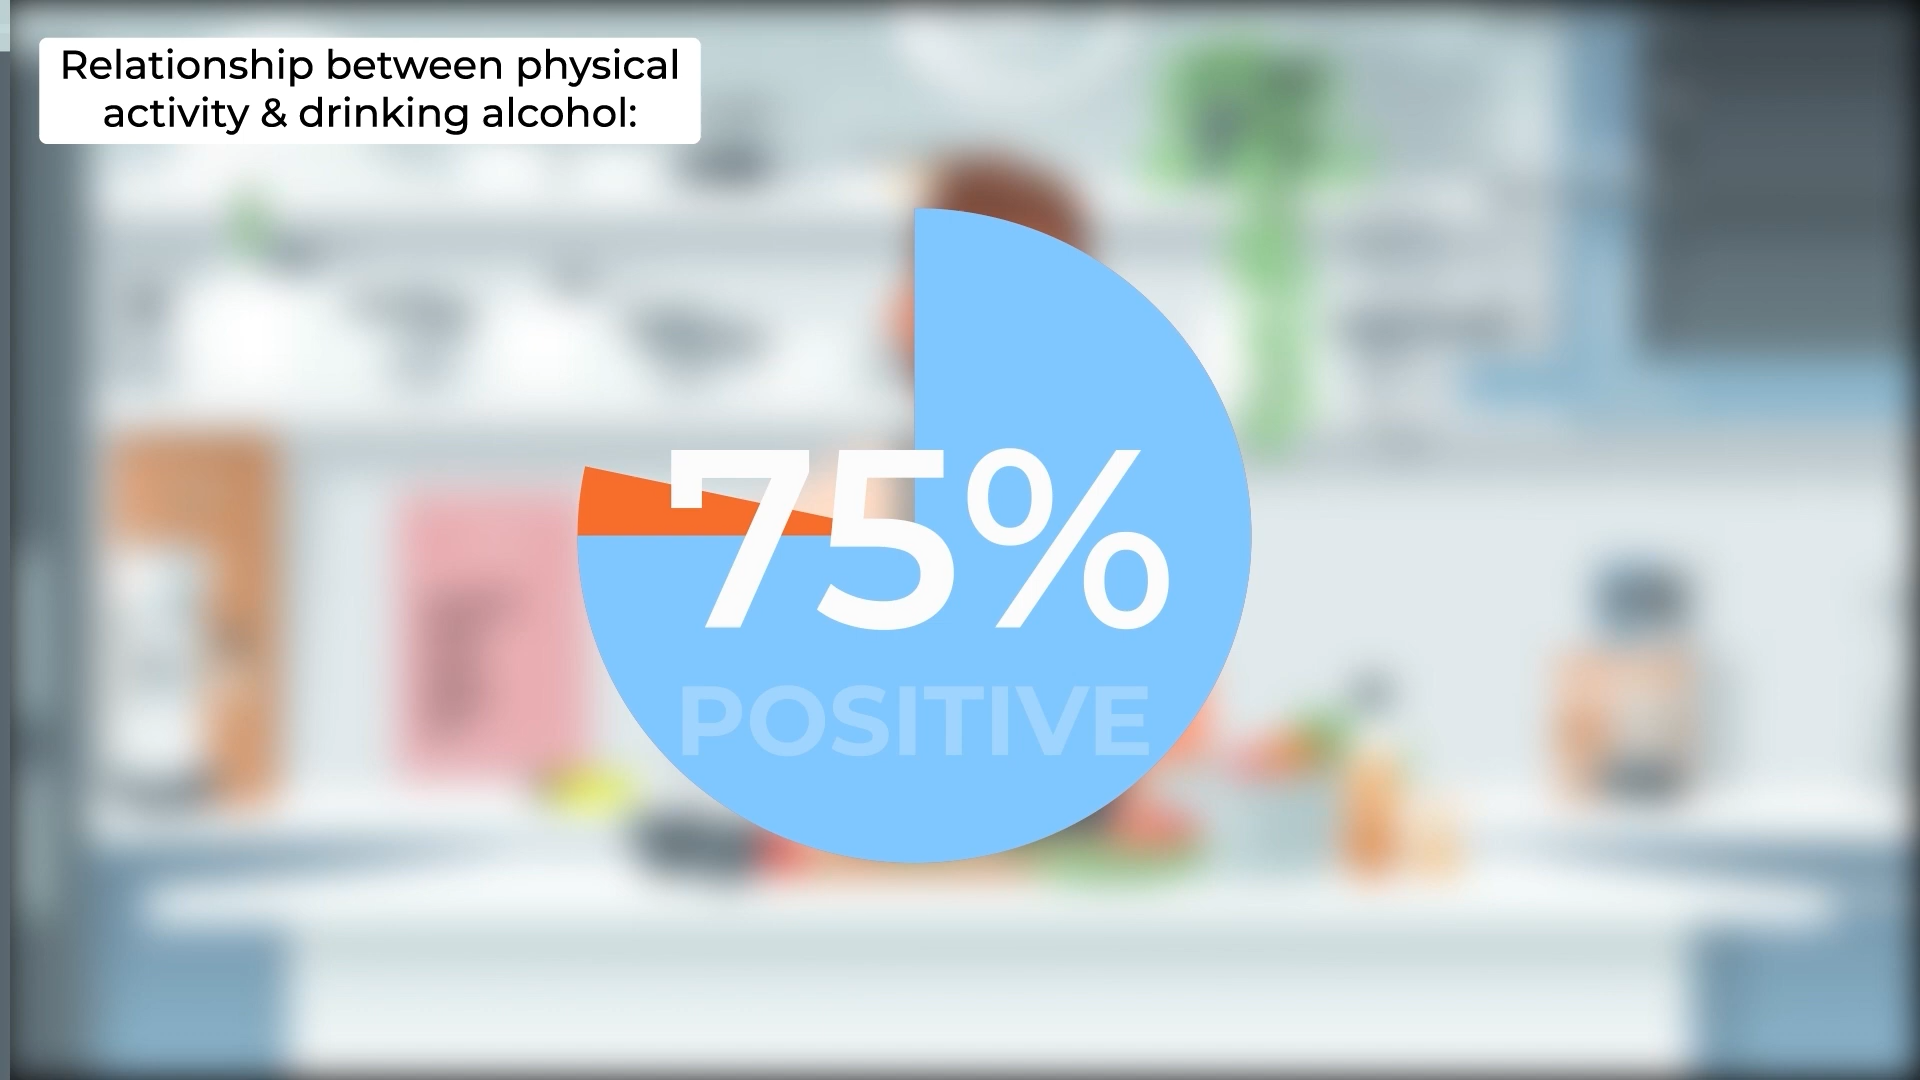 Relationship between physical
activity & drinking alcohol:
75%
POSITIVE